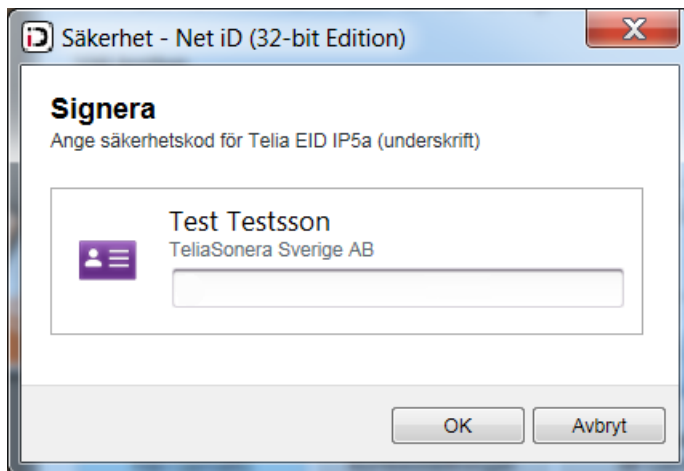 iD Säkerhet - Net iD (32-bit Edition)
Signera
Ange säkerhetskod för Telia EID IP5a (underskrift)
Test Testsson
TeliaSonera Sverige AB
OK Avbryt